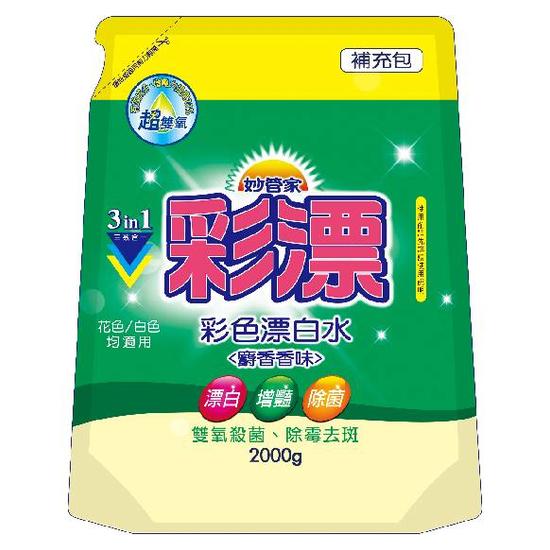 補充包
超雙氧
妙管家
彩漂
3 in 1
三效合一
花色/白色
均適用
彩色漂白水
<麝香香味>
漂白
增豔
除菌
雙氧殺菌、除霉去斑
2000g